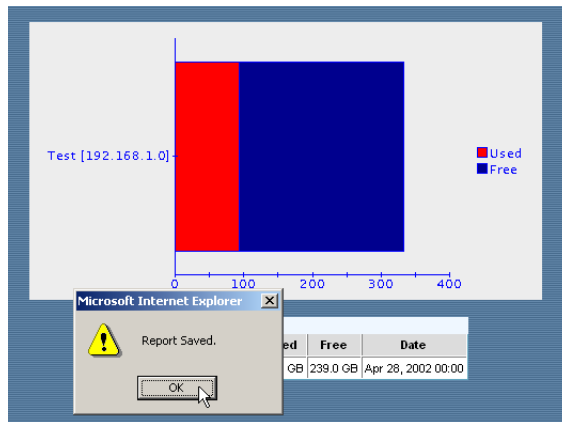 Test [192.168.1.0]
Used
Free
0 100 200 300 400
Microsoft Internet Explorer
Report Saved.
OK
ed Free Date
GB 239.0 GB Apr 28, 2002 00:00